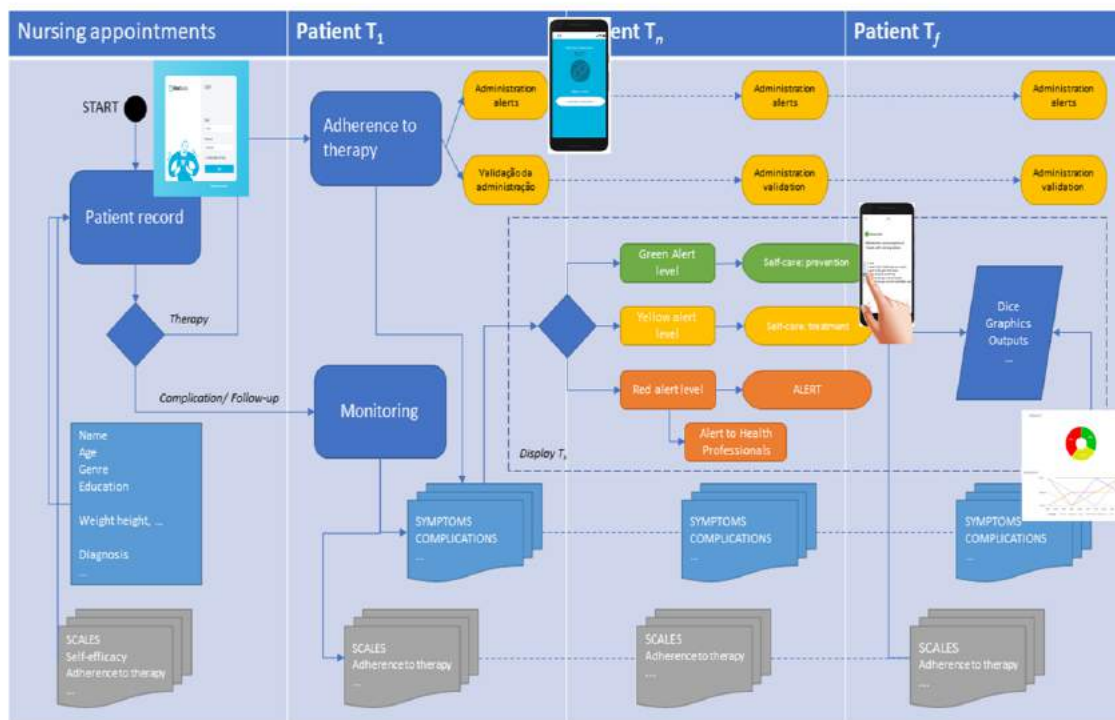 Nursing appointments
Patient T1
ent Tn
Patient Tf
START
Patient record
Therapy
Complication/ Follow-up
Name
Age
Genre
Education
Weight height, ...
Diagnosis
...
SCALES
Self-efficacy
Adherence to therapy
...
Adherence to
therapy
Administration
alerts
Validação da
administração
Monitoring
SYMPTOMS
COMPLICATIONS
...
SCALES
Adherence to therapy
...
Administration
alerts
Administration
validation
Green Alert
level
Self-care: prevention
Yellow alert
level
Self-care: treatment
Red alert level
ALERT
Alert to Health
Professionals
SYMPTOMS
COMPLICATIONS
...
SCALES
Adherence to therapy
...
Administration
alerts
Administration
validation
Dice
Graphics
Outputs
...
SYMPTOMS
COMPLICATIONS
...
SCALES
Adherence to therapy
...